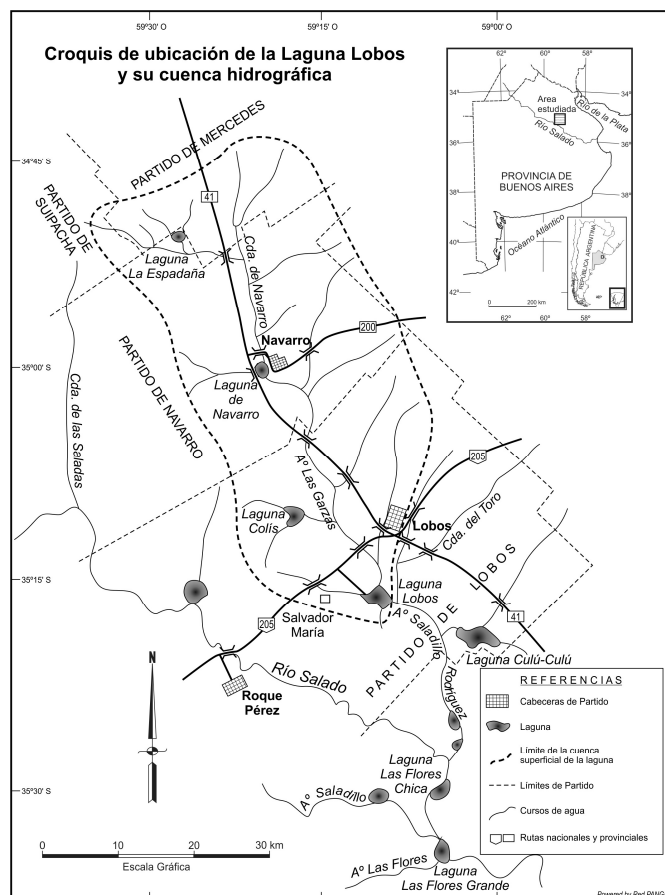 59°30' O
59°15' O
59°00' O
Croquis de ubicación de la Laguna Lobos
y su cuenca hidrográfica
62°
60°
58°
34°
34°
Area
estudiada
Río de la Plata
Río Salado
36°
36°
PROVINCIA DE
BUENOS AIRES
38°
38°
40°
Océano Atlántico
REPÚBLICA ARGENTINA
42°
0
200 km
62°
60°
58°
34°45' S
PARTIDO DE MERCEDES
PARTIDO DE
SUIPACHA
41
Laguna
La Espadaña
Cda. de Navarro
200
Navarro
35°00' S
Laguna
de
Navarro
PARTIDO DE NAVARRO
Cda. de las Saladas
205
Aº Las Garzas
Laguna
Colís
Lobos
Cda. del Toro
35°15' S
Laguna
Lobos
Salvador
María
205
41
PARTIDO DE LOBOS
Aº Saladillo
Rodríguez
Laguna Culú-Culú
Río Salado
Roque
Pérez
N
Laguna
Las Flores
Chica
35°30' S
Aº Saladillo
Aº Las Flores
Laguna
Las Flores Grande
0
10
20
30 km
Escala Gráfica
REFERENCIAS
Cabeceras de Partido
Laguna
Límite de la cuenca
superficial de la laguna
Límites de Partido
Cursos de agua
Rutas nacionales y provinciales
Powered by Red PANG